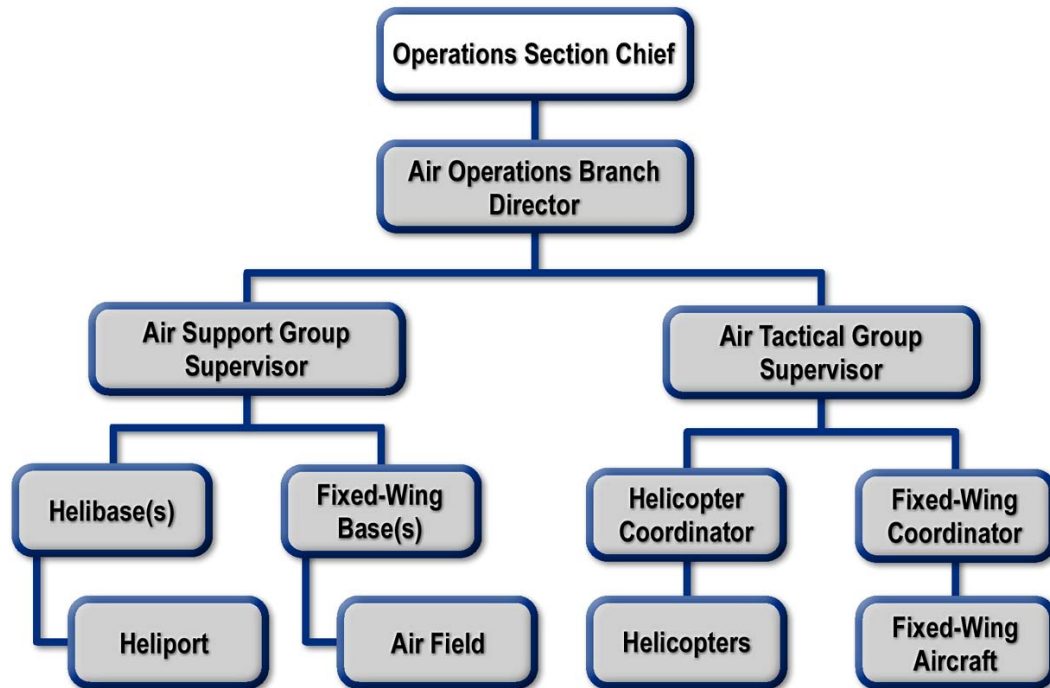 Operations Section Chief
Air Operations Branch
Director
Air Support Group
Supervisor
Air Tactical Group
Supervisor
Helibase(s)
Fixed-Wing
Base(s)
Helicopter
Coordinator
Fixed-Wing
Coordinator
Heliport
Air Field
Helicopters
Fixed-Wing
Aircraft